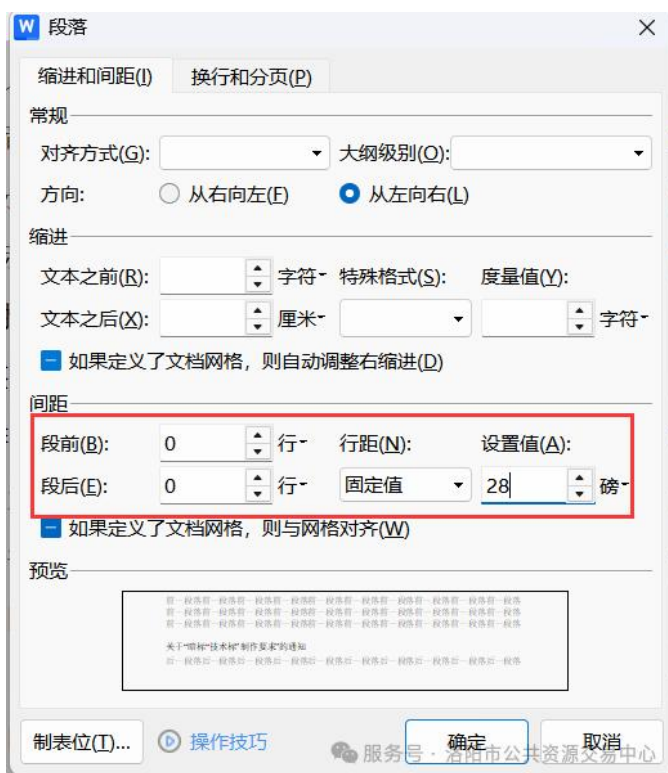 W 段落
缩进和间距(I) 换行和分页(P)
常规
对齐方式(G): 大纲级别(O):
方向: 从右向左(F) 从左向右(L)
缩进
文本之前(R): 字符 特殊格式(S): 度量值(Y):
文本之后(X): 厘米 字符
如果定义了文档网格，则自动调整右缩进(D)
间距
段前(B): 0 行 行距(N): 设置值(A):
段后(E): 0 行 固定值 28 磅
如果定义了文档网格，则与网格对齐(W)
预览
关于“暗标”技术标”制作要求”的通知
制表位(T)... 操作技巧 确定 取消
服务号 · 洛阳市公共资源交易中心